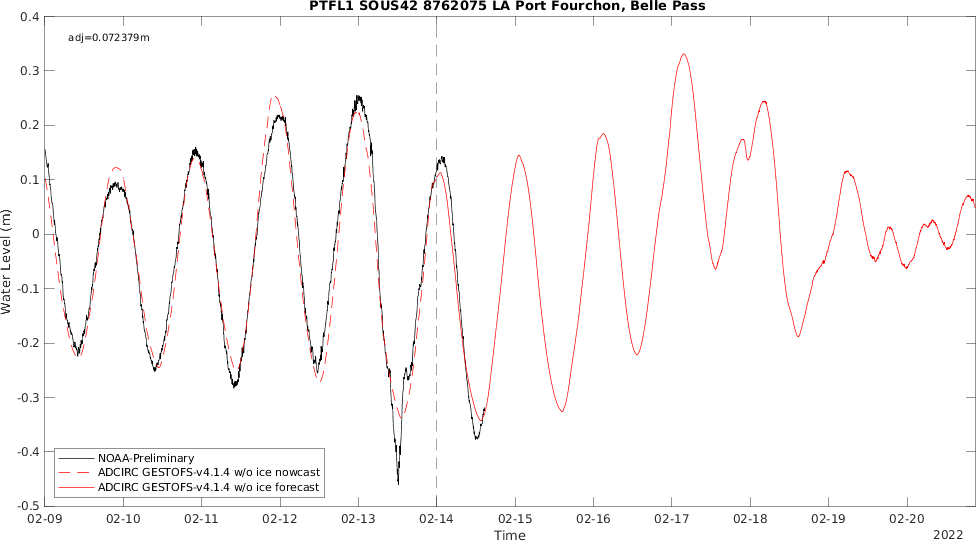 PTFL1 SOUS42 8762075 LA Port Fourchon, Belle Pass
adj=0.072379m
0.4
0.3
0.2
0.1
0
-0.1
-0.2
-0.3
-0.4
-0.5
Water Level (m)
NOAA-Preliminary
ADCIRC GESTOFS-v4.1.4 w/o ice nowcast
ADCIRC GESTOFS-v4.1.4 w/o ice forecast
02-09 02-10 02-11 02-12 02-13 02-14 02-15 02-16 02-17 02-18 02-19 02-20
Time
2022